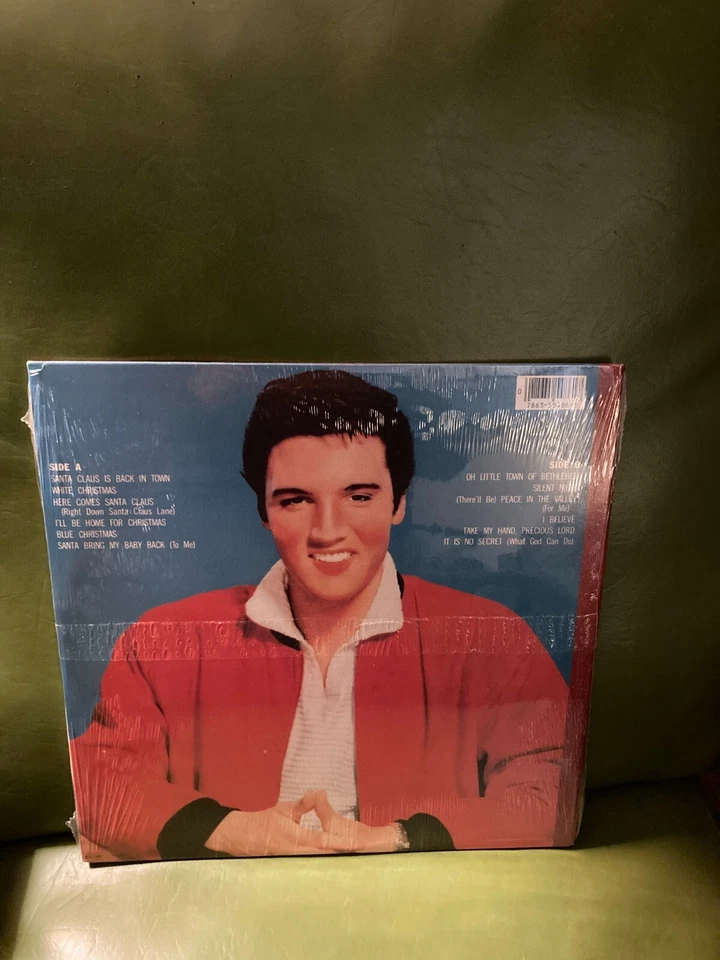 SIDE A
SANTA CLAUS IS BACK IN TOWN
WHITE CHRISTMAS
HERE COMES SANTA CLAUS
(Right Down Santa Claus Lane)
I'LL BE HOME FOR CHRISTMAS
BLUE CHRISTMAS
SANTA BRING MY BABY BACK (To Me)
0
SIDE B
OH LITTLE TOWN OF BETHLEHEM
SILENT NIGHT
(There'll Be) PEACE IN THE VALLEY
(For Me)
I BELIEVE
TAKE MY HAND, PRECIOUS LORD
IT IS NO SECRET (What God Can Do)